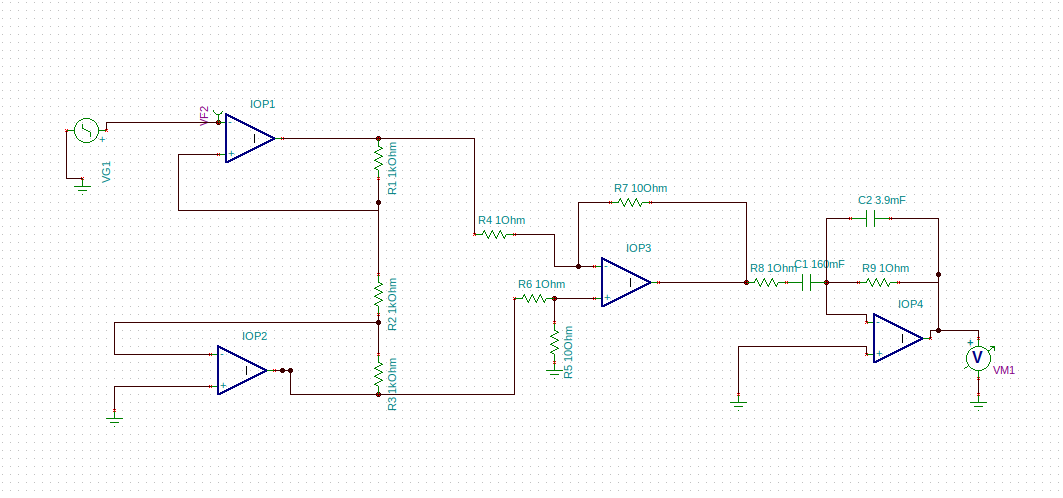 IOP1
VF2
+
VG1
-
+
R1 1kOhm
C2 3.9mF
R7 10Ohm
R4 1Ohm
IOP3
-
+
R8 1Ohm
C1 160mF
R9 1Ohm
R6 1Ohm
R2 1kOhm
IOP4
-
+
IOP2
-
+
R5 10Ohm
+
V
VM1
R3 1kOhm